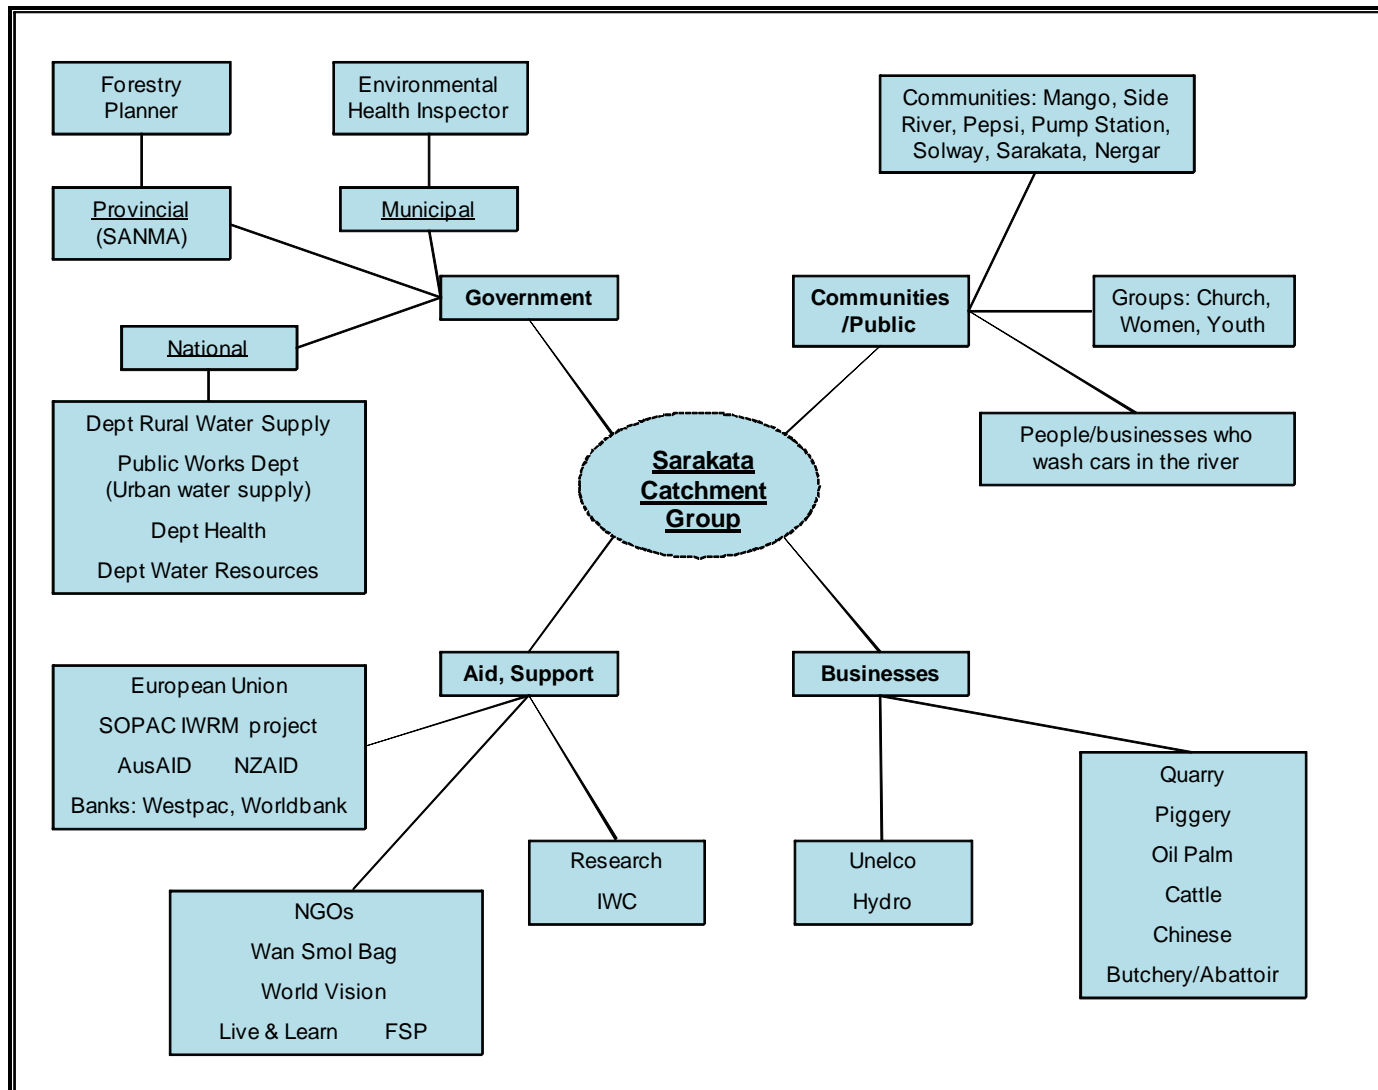 Forestry
Planner
Environmental
Health Inspector
Communities: Mango, Side
River, Pepsi, Pump Station,
Solway, Sarakata, Nergar
Provincial
(SANMA)
Municipal
Government
Communities
/Public
Groups: Church,
Women, Youth
National
Dept Rural Water Supply
Public Works Dept
(Urban water supply)
Dept Health
Dept Water Resources
People/businesses who
wash cars in the river
Sarakata
Catchment
Group
Aid, Support
Businesses
European Union
SOPAC IWRM project
AusAID NZAID
Banks: Westpac, Worldbank
NGOs
Wan Smol Bag
World Vision
Live & Learn FSP
Research
IWC
Unelco
Hydro
Quarry
Piggery
Oil Palm
Cattle
Chinese
Butchery/Abattoir